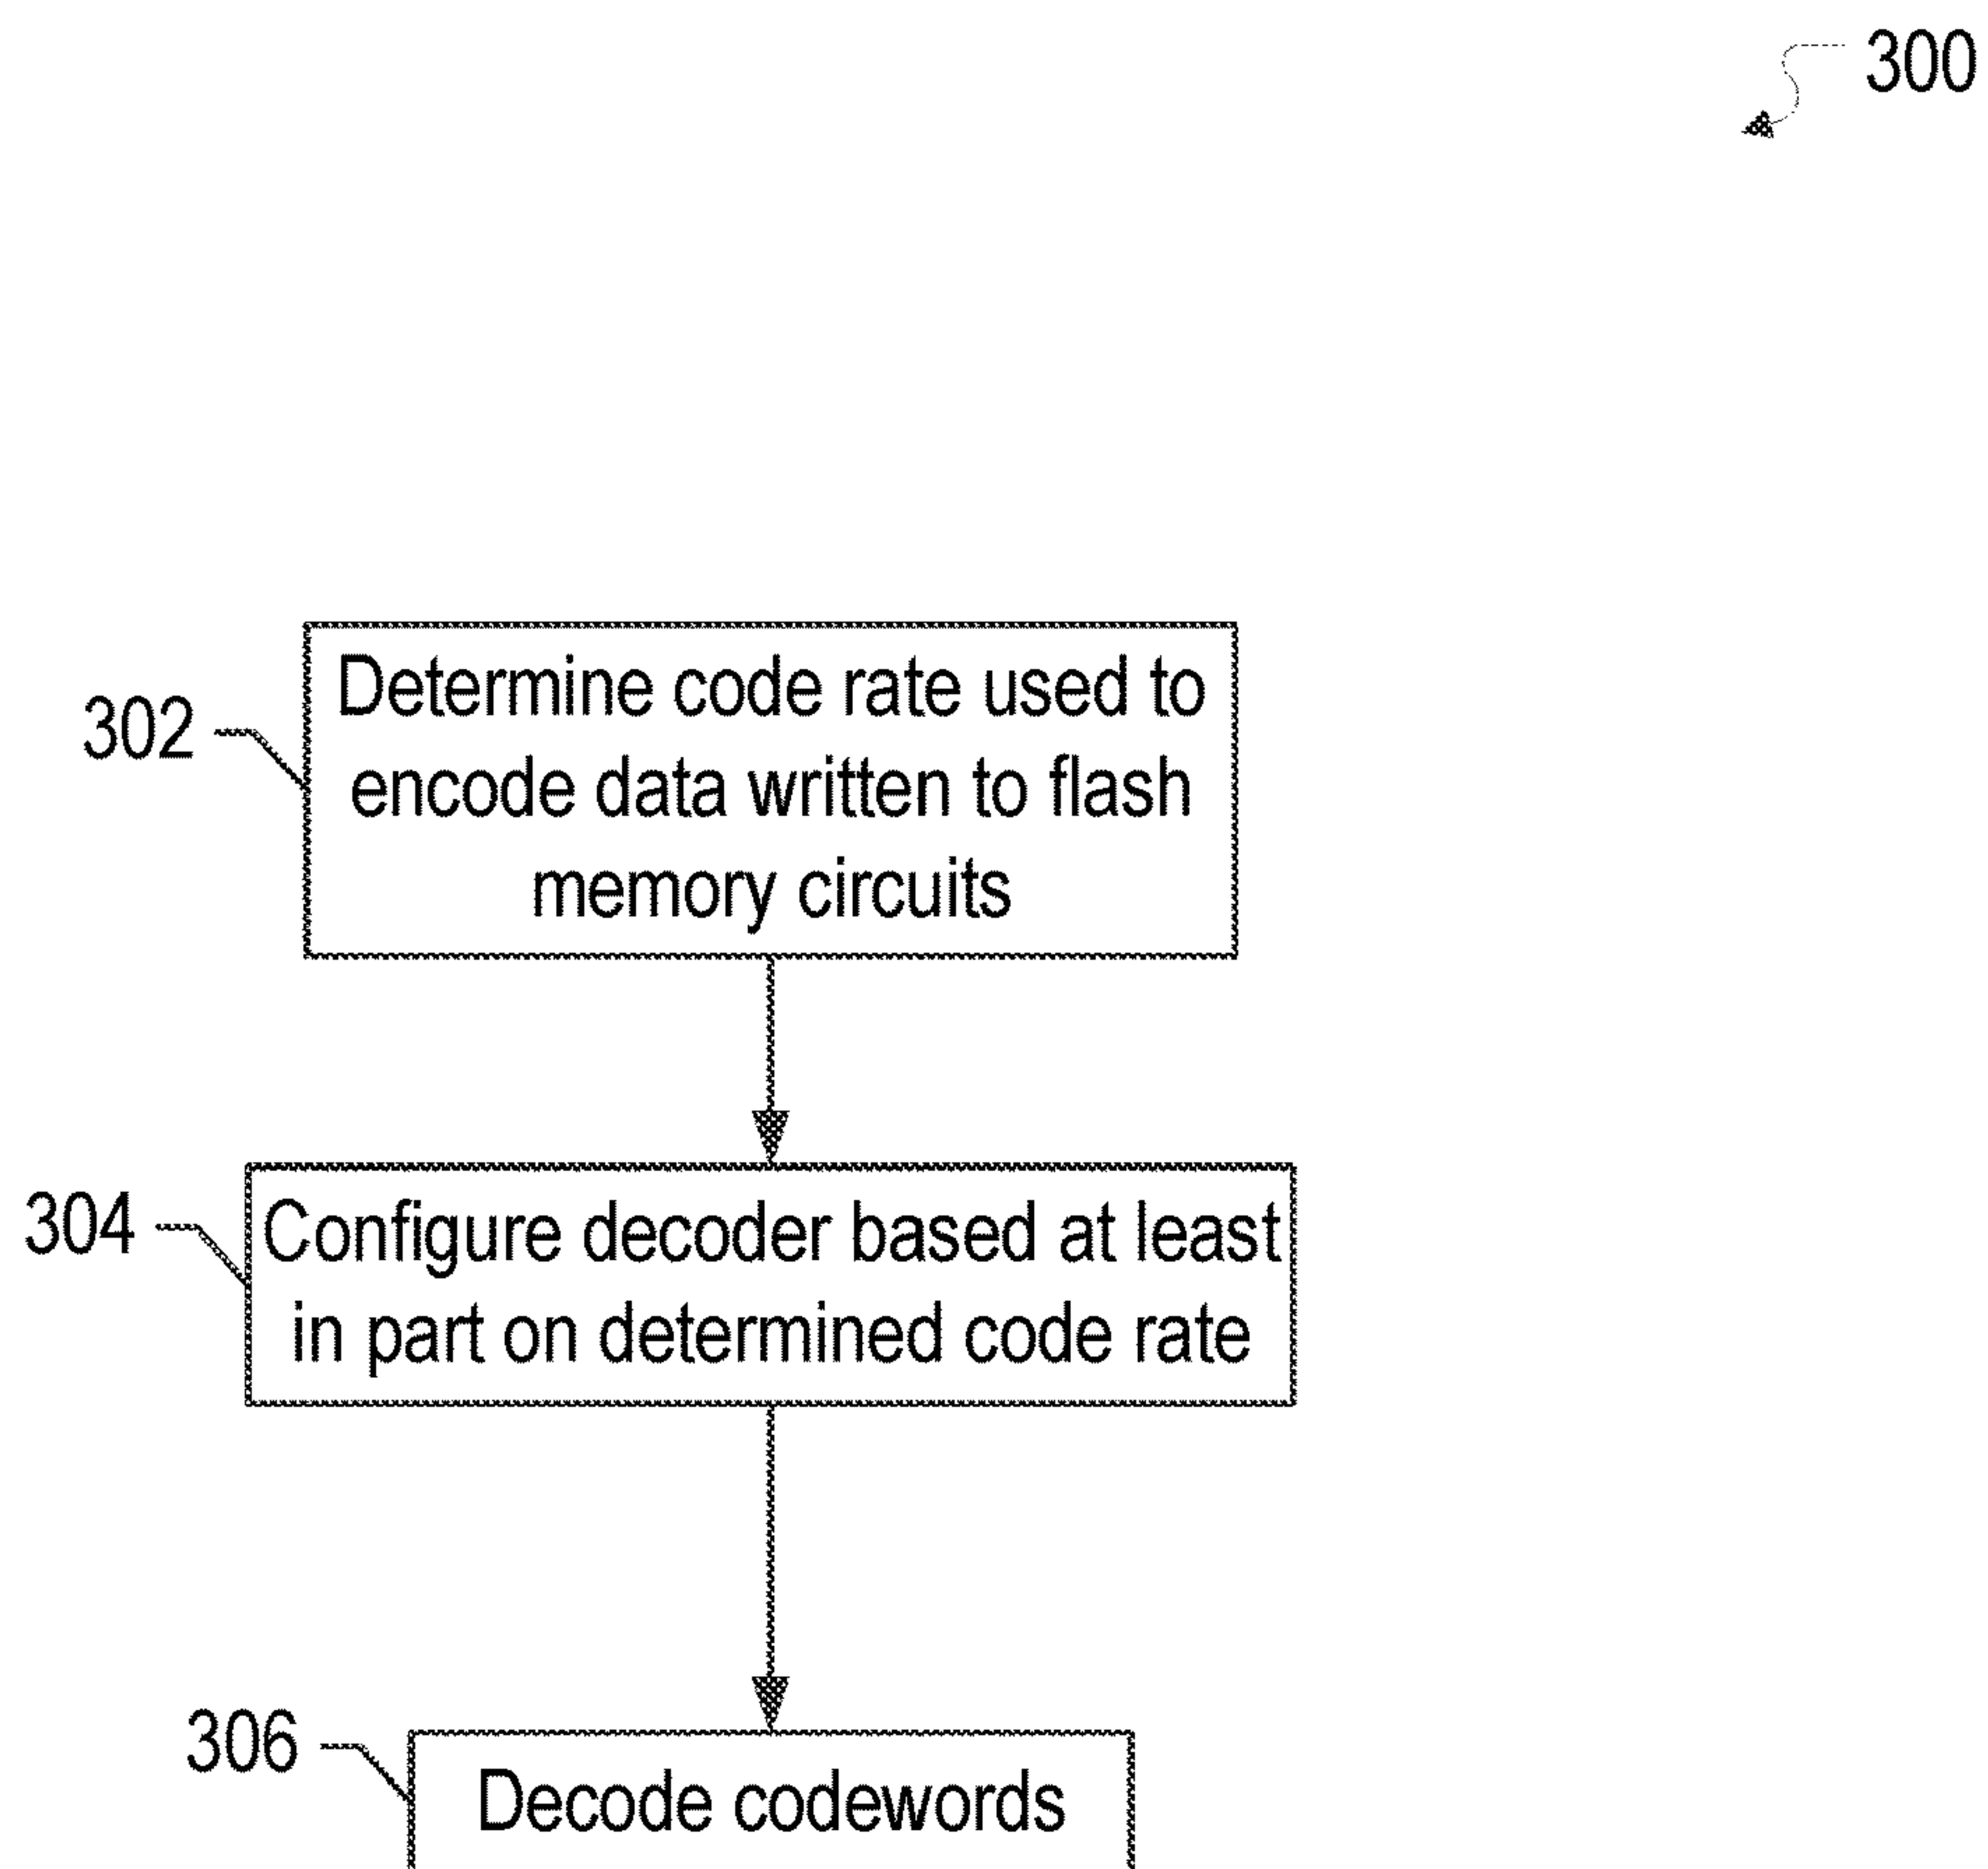 300
302
Determine code rate used to
encode data written to flash
memory circuits
304
Configure decoder based at least
in part on determined code rate
306
Decode codewords